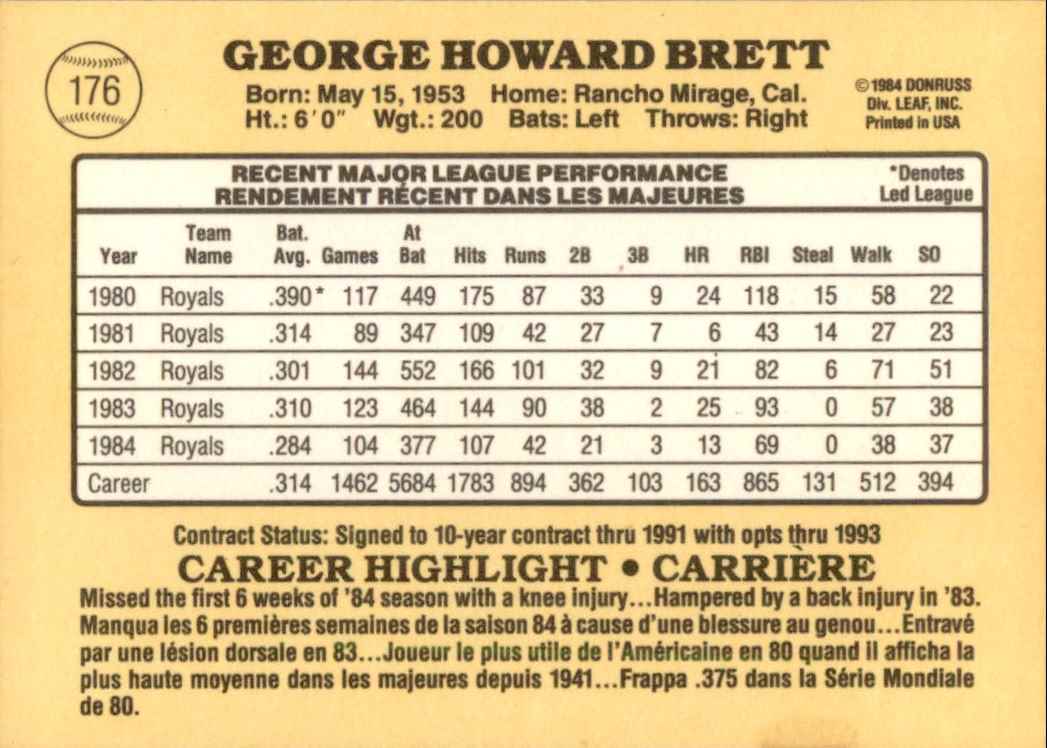 176
GEORGE HOWARD BRETT
Born: May 15, 1953 Home: Rancho Mirage, Cal.
Ht.: 6'0" Wgt.: 200 Bats: Left Throws: Right
©1984 DONRUSS
Div. LEAF, INC.
Printed in USA
RECENT MAJOR LEAGUE PERFORMANCE
RENDEMENT RÉCENT DANS LES MAJEURES
*Denotes
Led League
Year Team Name Bat. Avg. Games At Bat Hits Runs 2B 3B HR RBI Steal Walk SO
1980 Royals .390* 117 449 175 87 33 9 24 118 15 58 22
1981 Royals .314 89 347 109 42 27 7 6 43 14 27 23
1982 Royals .301 144 552 166 101 32 9 21 82 6 71 51
1983 Royals .310 123 464 144 90 38 2 25 93 0 57 38
1984 Royals .284 104 377 107 42 21 3 13 69 0 38 37
Career .314 1462 5684 1783 894 362 103 163 865 131 512 394
Contract Status: Signed to 10-year contract thru 1991 with opts thru 1993
CAREER HIGHLIGHT • CARRIÈRE
Missed the first 6 weeks of '84 season with a knee injury...Hampered by a back injury in '83.
Manqua les 6 premières semaines de la saison 84 à cause d'une blessure au genou...Entravé
par une lésion dorsale en 83...Joueur le plus utile de l'Américaine en 80 quand il afficha la
plus haute moyenne dans les majeures depuis 1941...Frappa .375 dans la Série Mondiale
de 80.